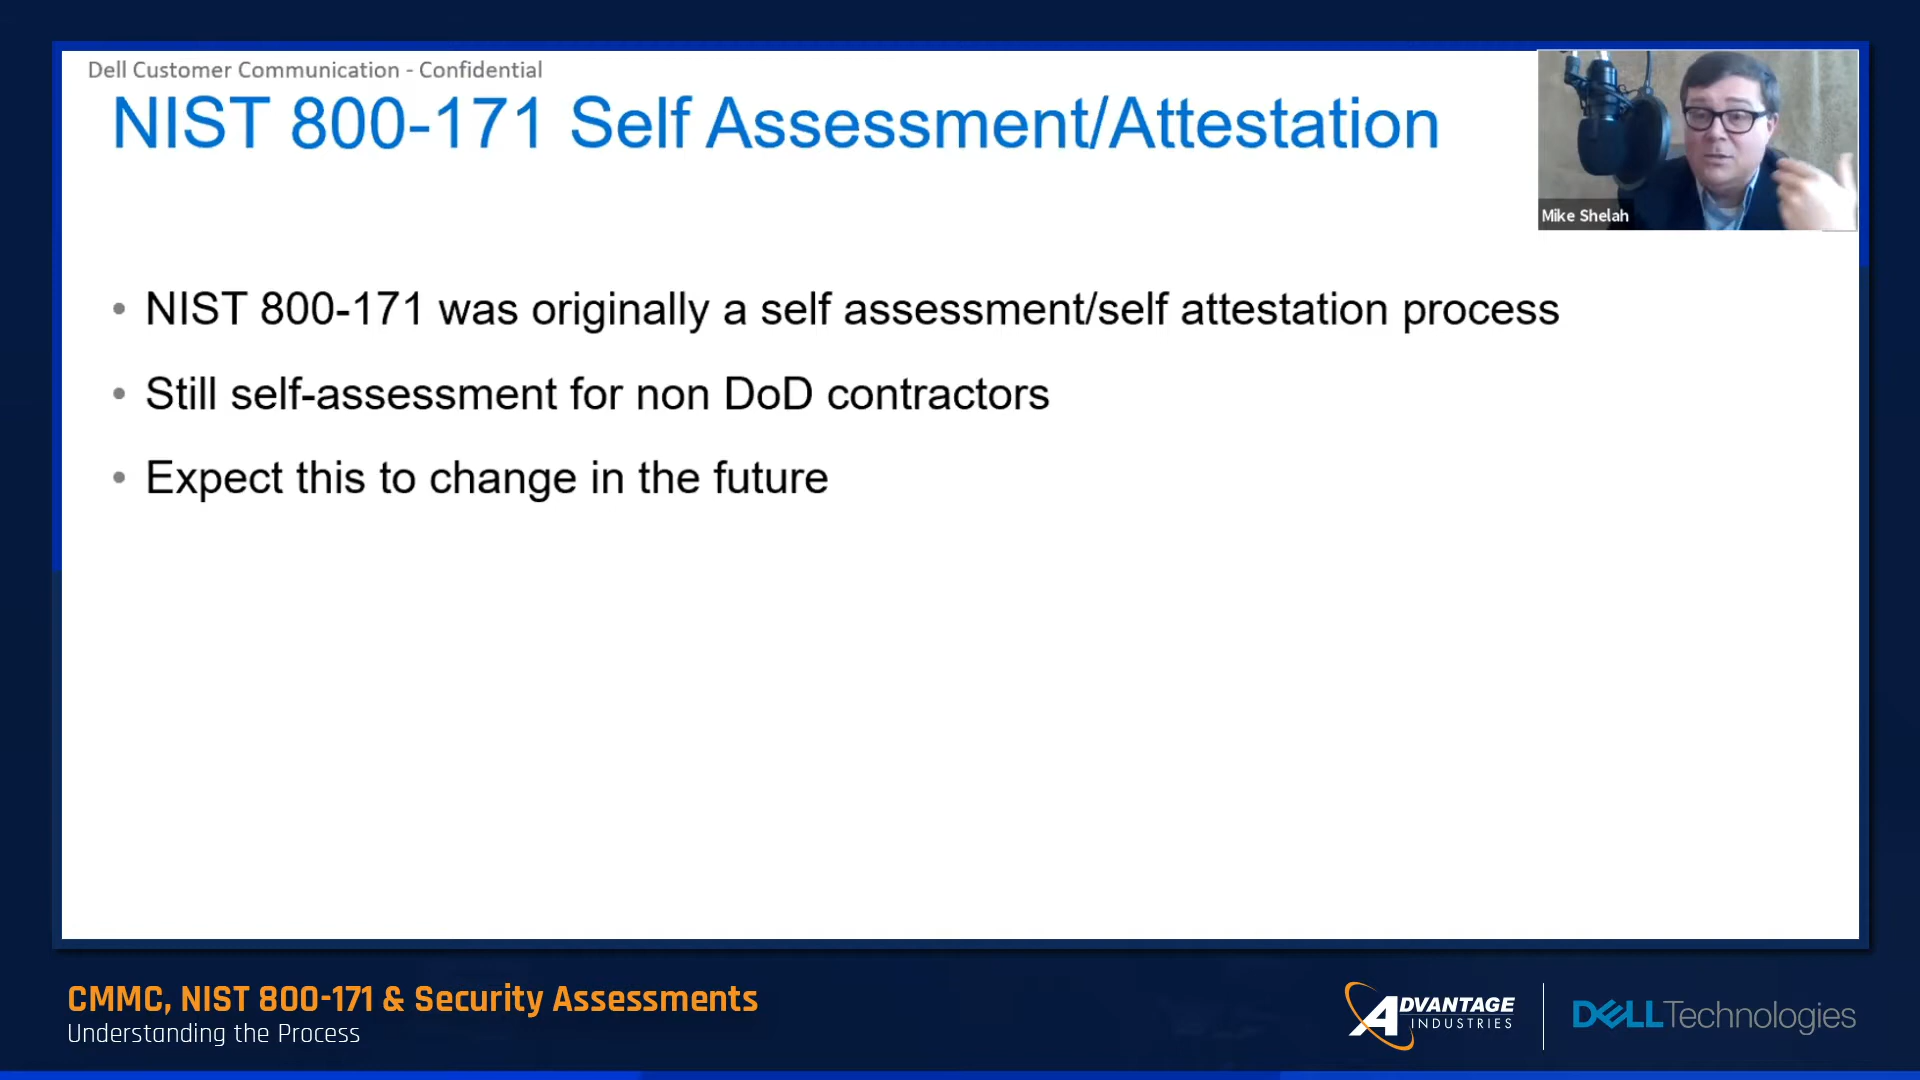 Dell Customer Communication - Confidential
NIST 800-171 Self Assessment/Attestation
Mike Shelah
• NIST 800-171 was originally a self assessment/self attestation process
• Still self-assessment for non DoD contractors
• Expect this to change in the future
CMMC, NIST 800-171 & Security Assessments
Understanding the Process
ADVANTAGE
INDUSTRIES
DELL Technologies